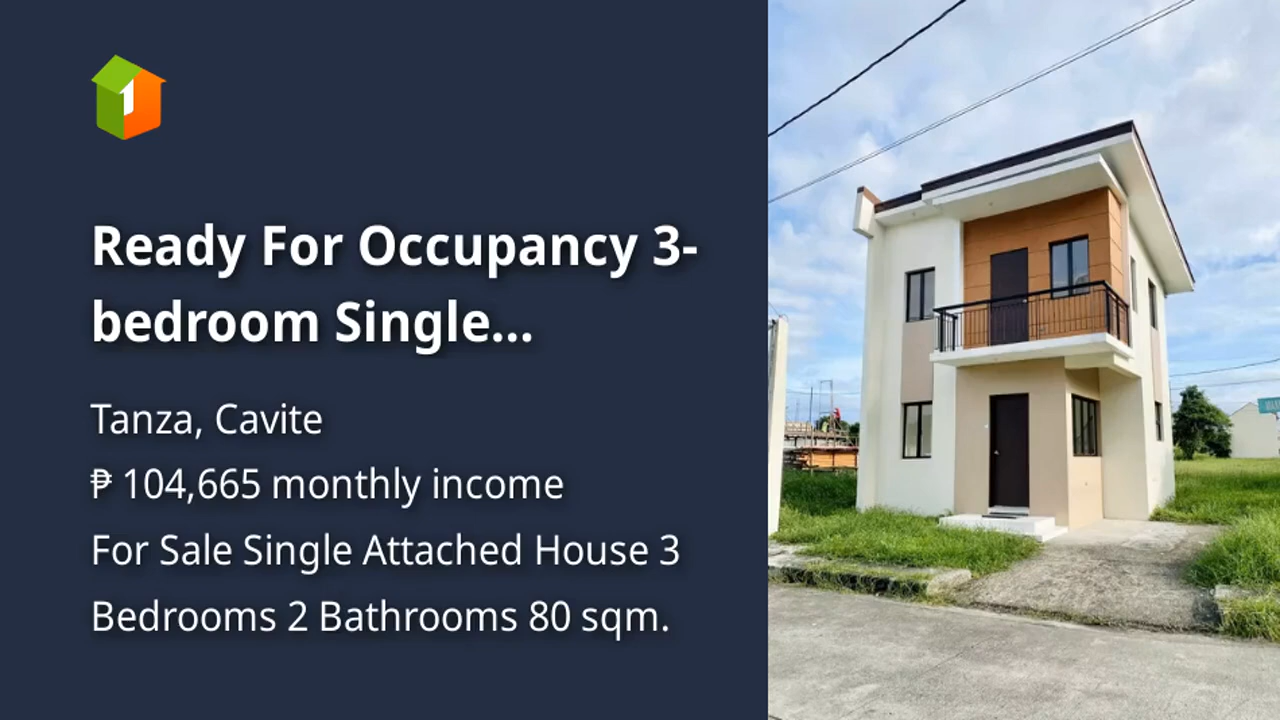 Ready For Occupancy 3-
bedroom Single...
Tanza, Cavite
₱ 104,665 monthly income
For Sale Single Attached House 3
Bedrooms 2 Bathrooms 80 sqm.